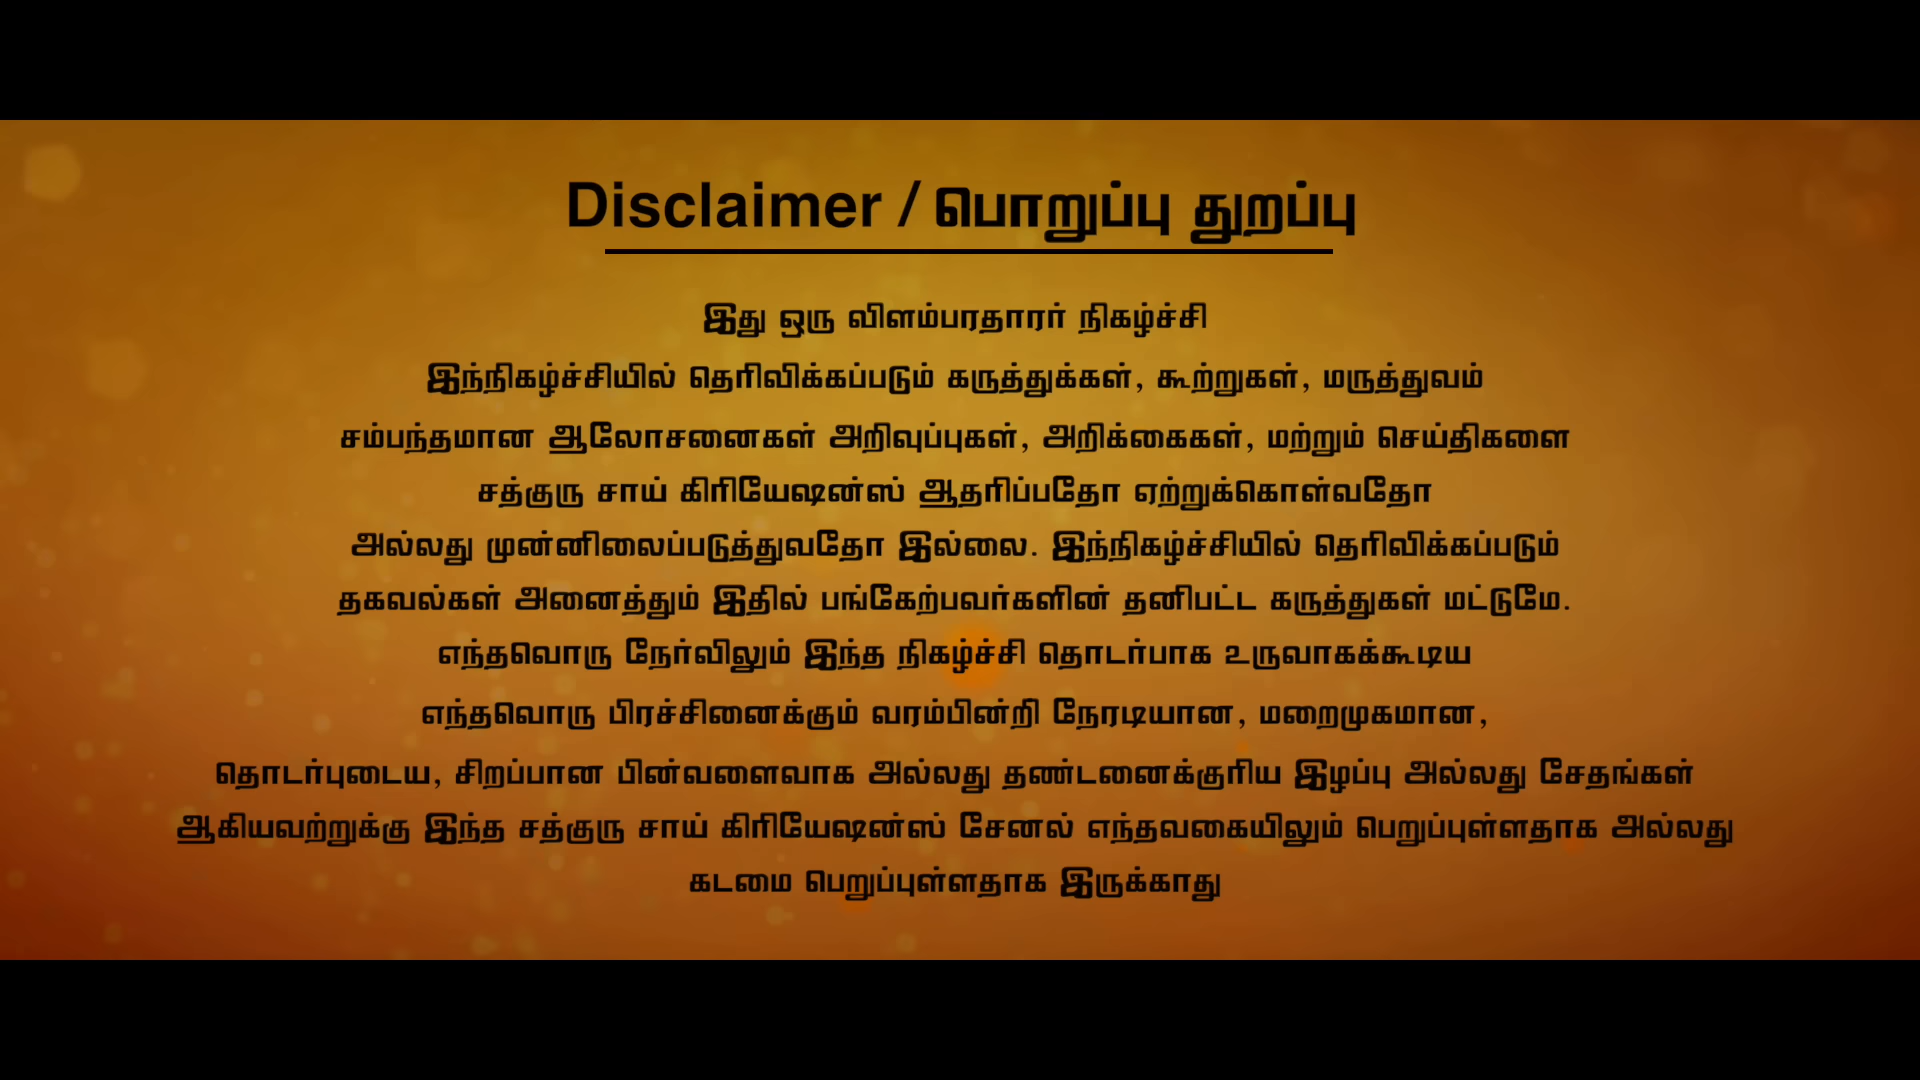 Disclaimer / பொறுப்பு துறப்பு
இது ஒரு விளம்பரதாரர் நிகழ்ச்சி
இந்நிகழ்ச்சியில் தெரிவிக்கப்படும் கருத்துக்கள், கூற்றுகள், மருத்துவம்
சம்பந்தமான ஆலோசனைகள் அறிவுப்புகள், அறிக்கைகள், மற்றும் செய்திகளை
சத்குரு சாய் கிரியேஷன்ஸ் ஆதரிப்பதோ ஏற்றுக்கொள்வதோ
அல்லது முன்னிலைப்படுத்துவதோ இல்லை. இந்நிகழ்ச்சியில் தெரிவிக்கப்படும்
தகவல்கள் அனைத்தும் இதில் பங்கேற்பவர்களின் தனிபட்ட கருத்துகள் மட்டுமே.
எந்தவொரு நேர்விலும் இந்த நிகழ்ச்சி தொடர்பாக உருவாகக்கூடிய
எந்தவொரு பிரச்சினைக்கும் வரம்பின்றி நேரடியான, மறைமுகமான,
தொடர்புடைய, சிறப்பான பின்வளைவாக அல்லது தண்டனைக்குரிய இழப்பு அல்லது சேதங்கள்
ஆகியவற்றுக்கு இந்த சத்குரு சாய் கிரியேஷன்ஸ் சேனல் எந்தவகையிலும் பெறுப்புள்ளதாக அல்லது
கடமை பெறுப்புள்ளதாக இருக்காது